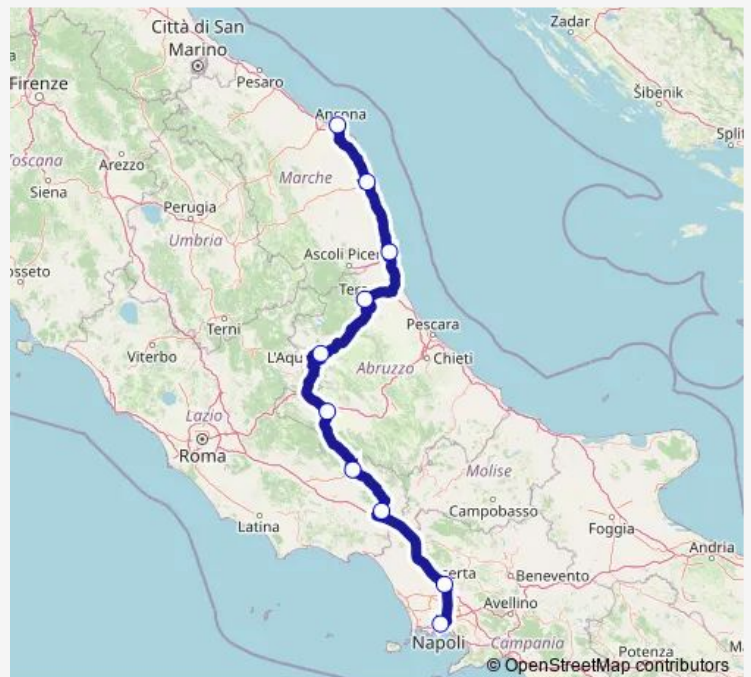 Zadar
Città di San
Marino
Firenze
Pesaro
Šibenik
Ancona
Split
Arezzo
Toscana
Marche
Siena
Perugia
Umbria
Ascoli Picer
osseto
Tera
Terni
Pescara
Viterbo
L'Aqu
Chieti
Abruzzo
Lazio
Roma
Molise
Latina
Campobasso
Foggia
Andria
erta
Benevento
Avellino
Napoli
Campania
Potenza
M
© OpenStreetMap contributors